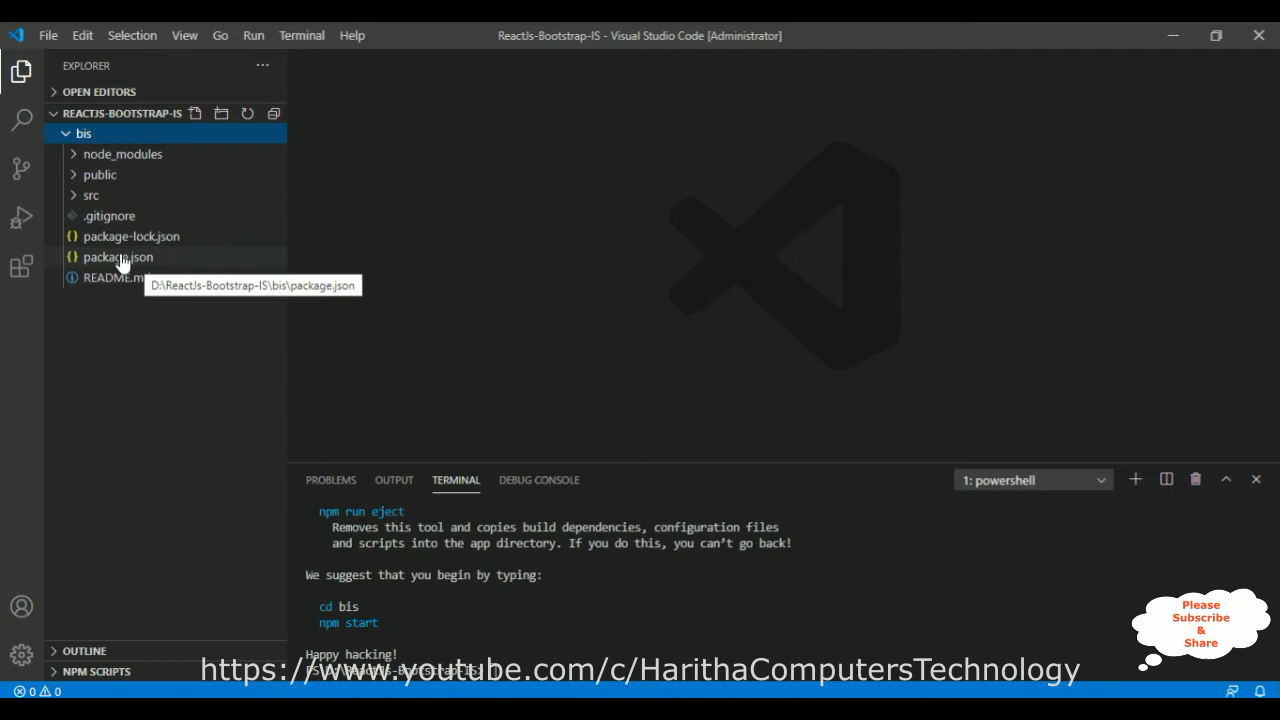 File Edit Selection View Go Run Terminal Help ReactJs-Bootstrap-IS - Visual Studio Code [Administrator]
EXPLORER
OPEN EDITORS
REACTJS-BOOTSTRAP-IS
bis
node_modules
public
src
.gitignore
package-lock.json
package.json
README.m
D:\ReactJs-Bootstrap-IS\bis\package.json
PROBLEMS OUTPUT TERMINAL DEBUG CONSOLE 1: powershell
npm run eject
Removes this tool and copies build dependencies, configuration files
and scripts into the app directory. If you do this, you can’t go back!
We suggest that you begin by typing:
cd bis
npm start
Happy hacking!
PS D:\ReactJs-Bootstrap-IS>
OUTLINE
NPM SCRIPTS
0 0
Please
Subscribe
&
Share
https://www.youtube.com/c/HarithaComputersTechnology